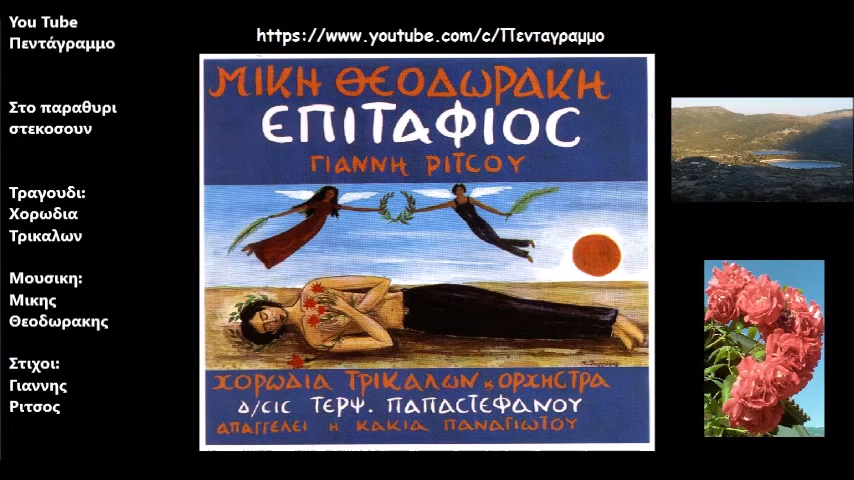 You Tube
Πεντάγραμμο
https://www.youtube.com/c/Πενταγραμμο
Στο παραθυρι
στεκοσουν
Τραγουδι:
Χορωδια
Τρικαλων
Μουσικη:
Μικης
Θεοδωρακης
Στιχοι:
Γιαννης
Ριτσος
ΜΙΚΗ ΘΕΟΔΩΡΑΚΗ
ΕΠΙΤΑΦΙΟΣ
ΓΙΑΝΝΗ ΡΙΤΣΟΥ
ΧΟΡΩΔΙΑ ΤΡΙΚΑΛΩΝ κ ΟΡΧΗΣΤΡΑ
Δ/ΣΙΣ ΤΕΡΨ. ΠΑΠΑΣΤΕΦΑΝΟΥ
ΑΠΑΓΓΕΛΕΙ Η ΚΑΚΙΑ ΠΑΝΑΓΙΩΤΟΥ